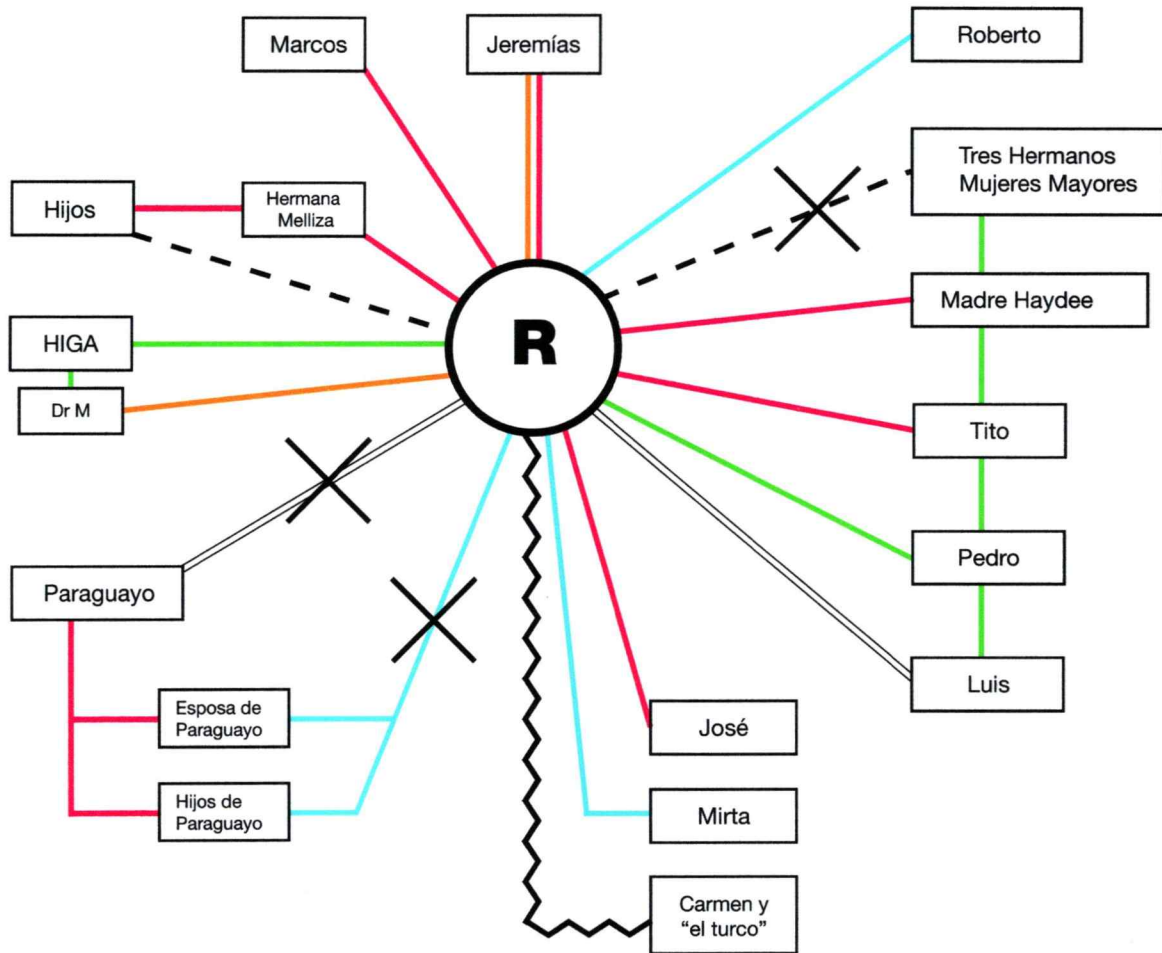 Marcos
Jeremías
Roberto
Tres Hermanos
Mujeres Mayores
Hijos
Hermana
Melliza
Madre Haydee
HIGA
R
Dr M
Tito
Pedro
Paraguayo
Luis
Esposa de
Paraguayo
José
Hijos de
Paraguayo
Mirta
Carmen y
"el turco"